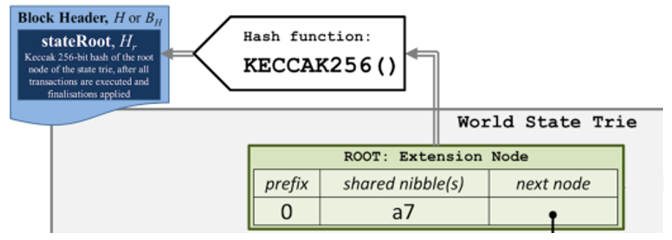 Block Header, H or B_H
stateRoot, H_r
Keccak 256-bit hash of the root
node of the state trie, after all
transactions are executed and
finalisations applied
Hash function:
KECCAK256()
World State Trie
ROOT: Extension Node
prefix shared nibble(s) next node
0 a7